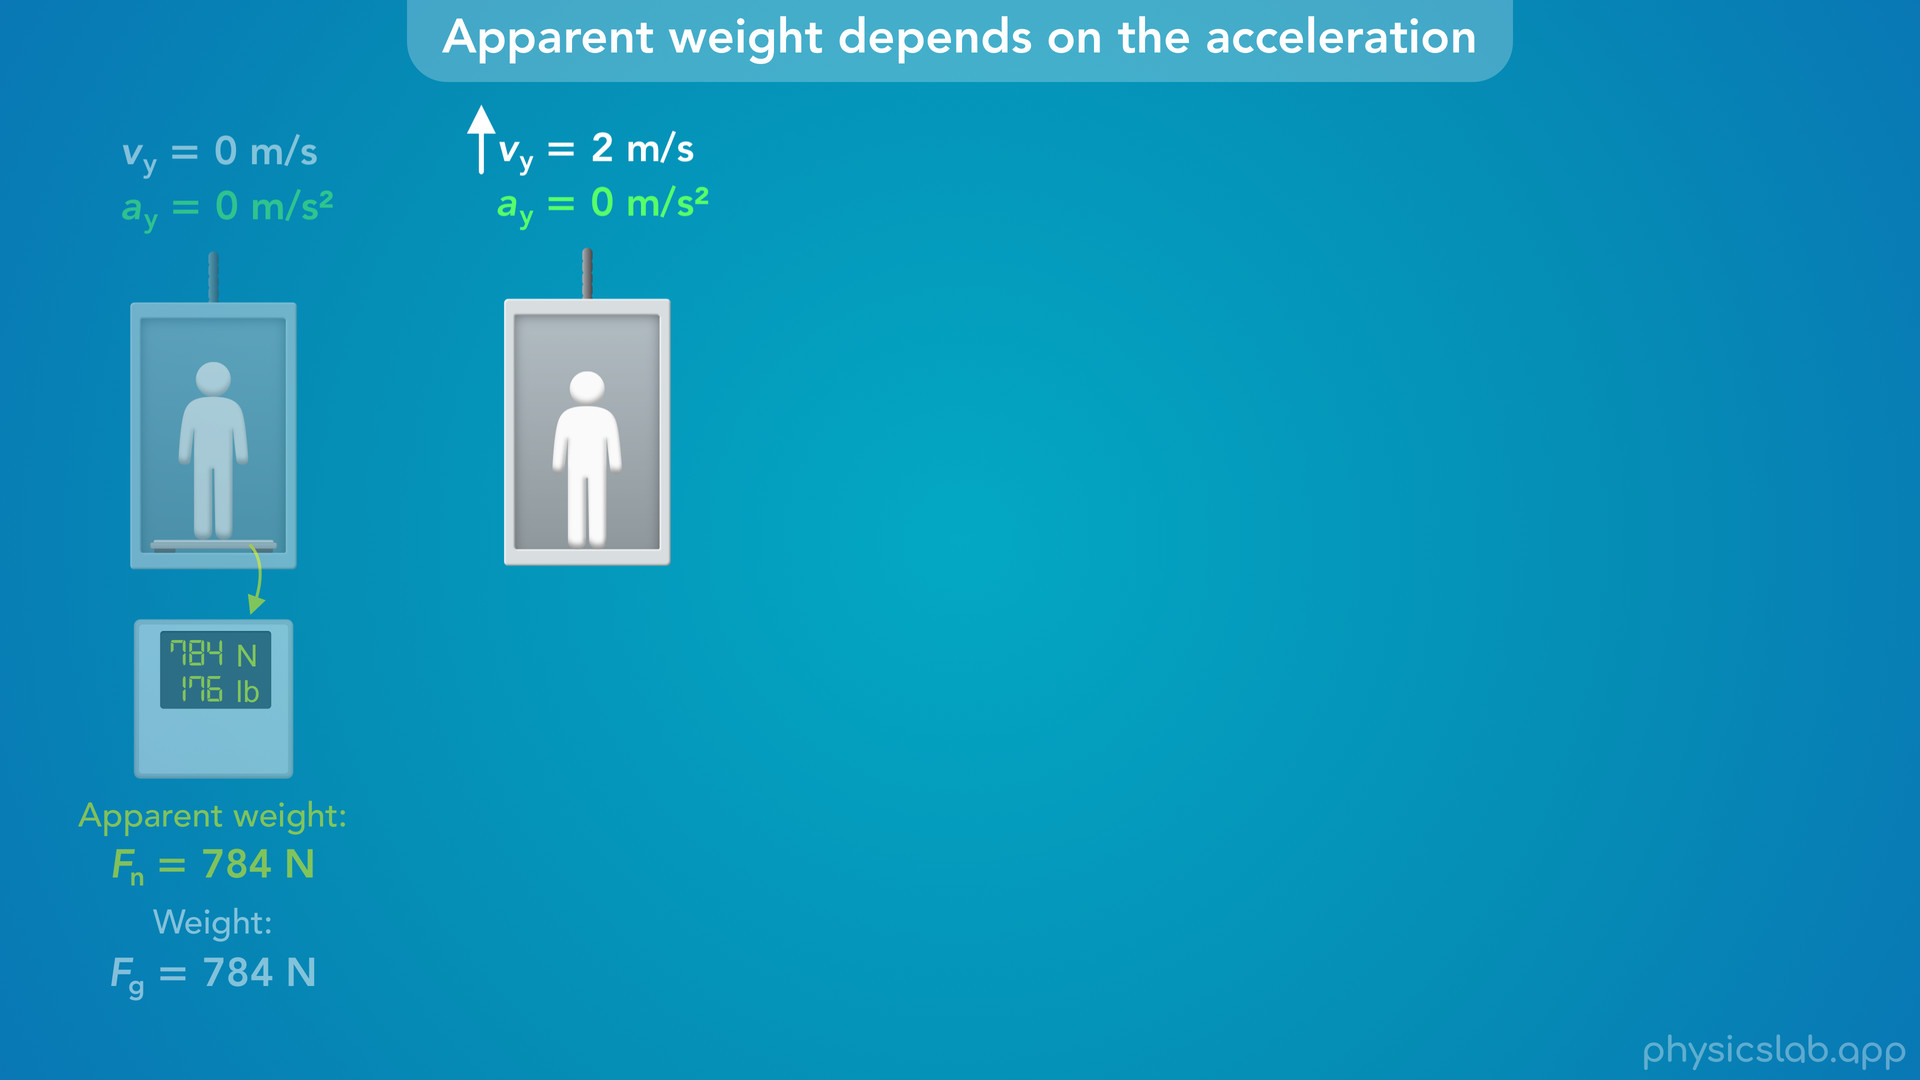 Apparent weight depends on the acceleration
vy = 0 m/s
ay = 0 m/s²
vy = 2 m/s
ay = 0 m/s²
784 N
176 lb
Apparent weight:
Fn = 784 N
Weight:
Fg = 784 N
physicslab.app